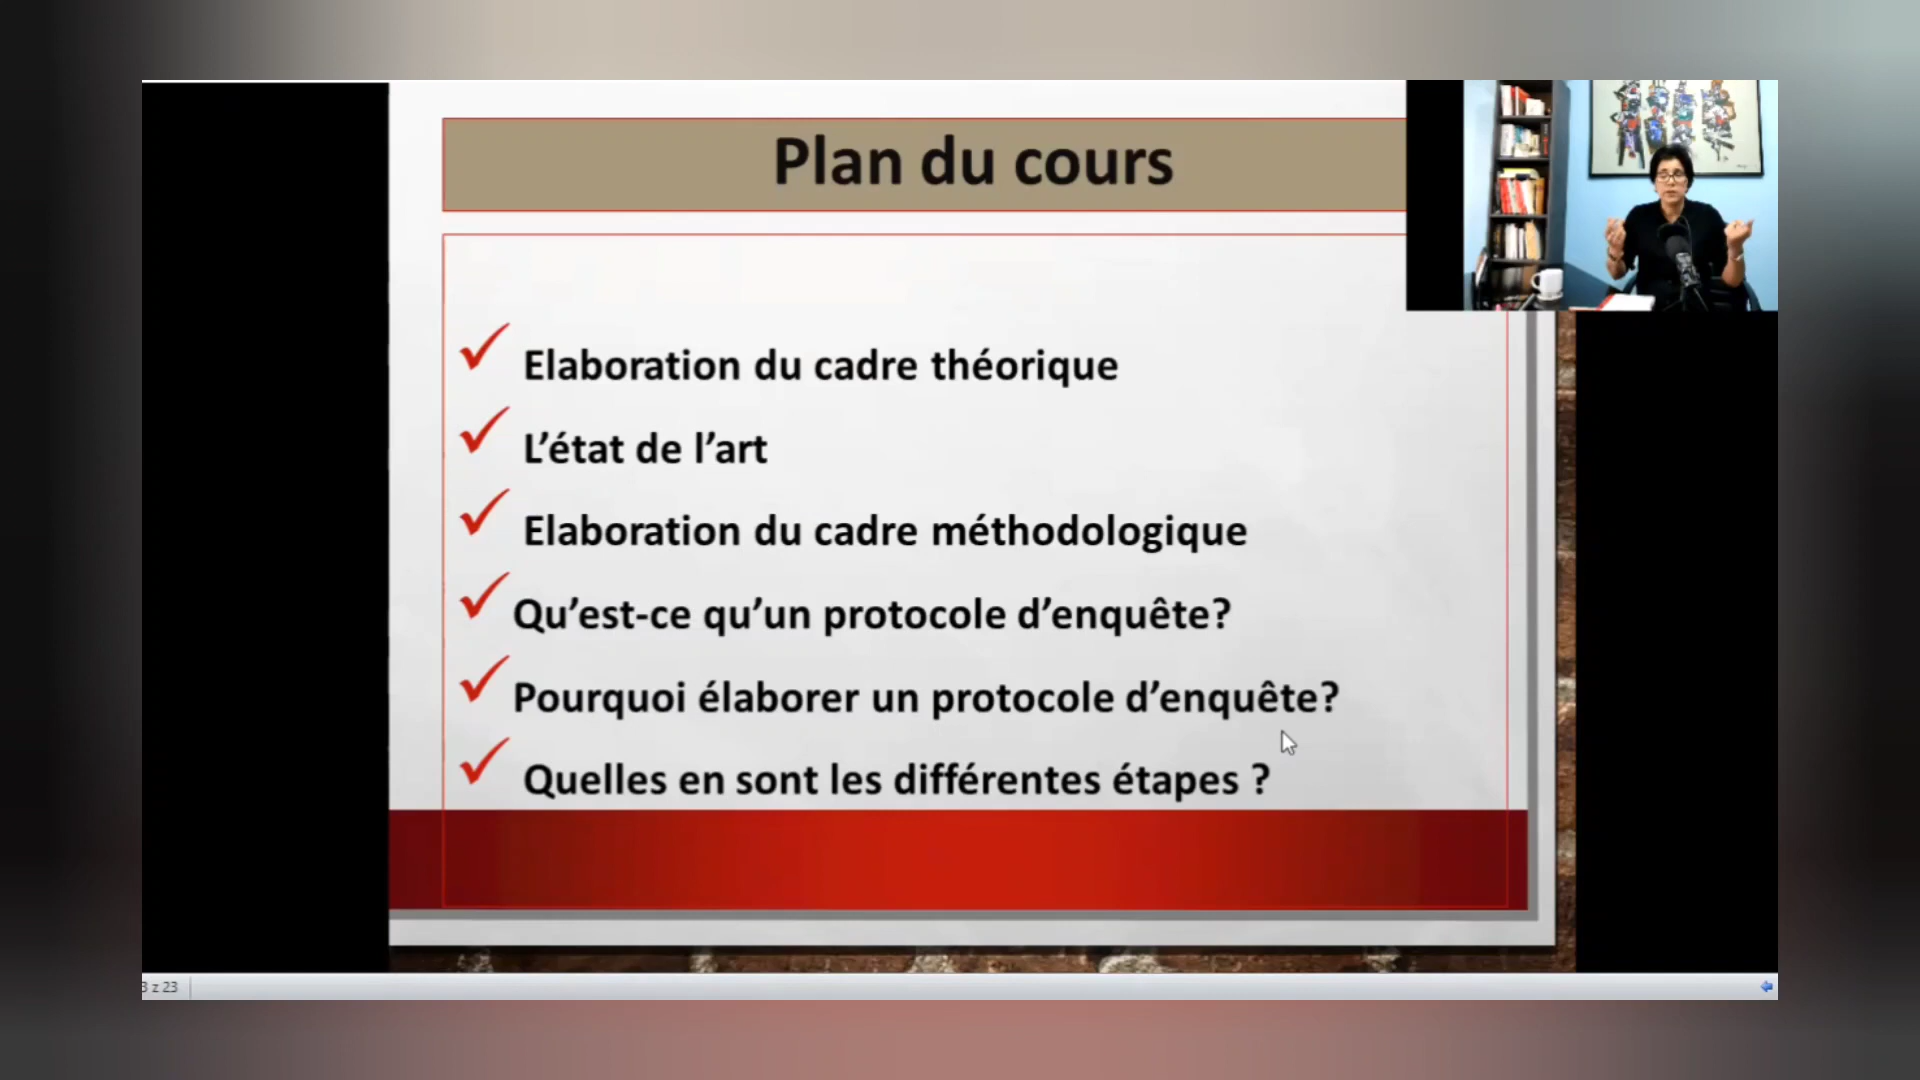 Plan du cours
Elaboration du cadre théorique
L’état de l’art
Elaboration du cadre méthodologique
Qu’est-ce qu’un protocole d’enquête?
Pourquoi élaborer un protocole d’enquête?
Quelles en sont les différentes étapes ?
3 z 23